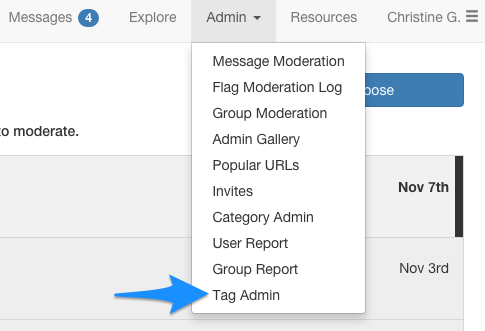 Messages 4 Explore Admin Resources Christine G.
Message Moderation
Flag Moderation Log
pose
Group Moderation
to moderate.
Admin Gallery
Popular URLs
Invites
Nov 7th
Category Admin
User Report
Group Report
Nov 3rd
Tag Admin